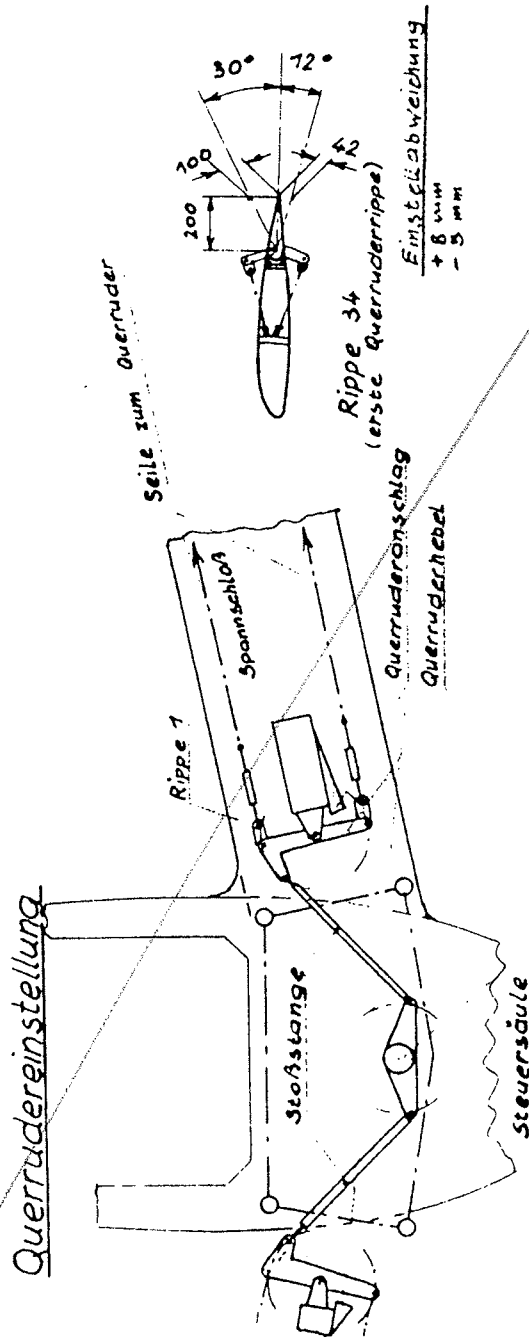 Querrudereinstellung
Rippe 1
Seile zum Querruder
Spannschloß
Stoßstange
Querruderanschlag
Querruderhebel
Steuersäule
30°
12°
100
200
42
Rippe 34
(erste Querruderrippe)
Einstellabweichung
+ 8 mm
- 3 mm